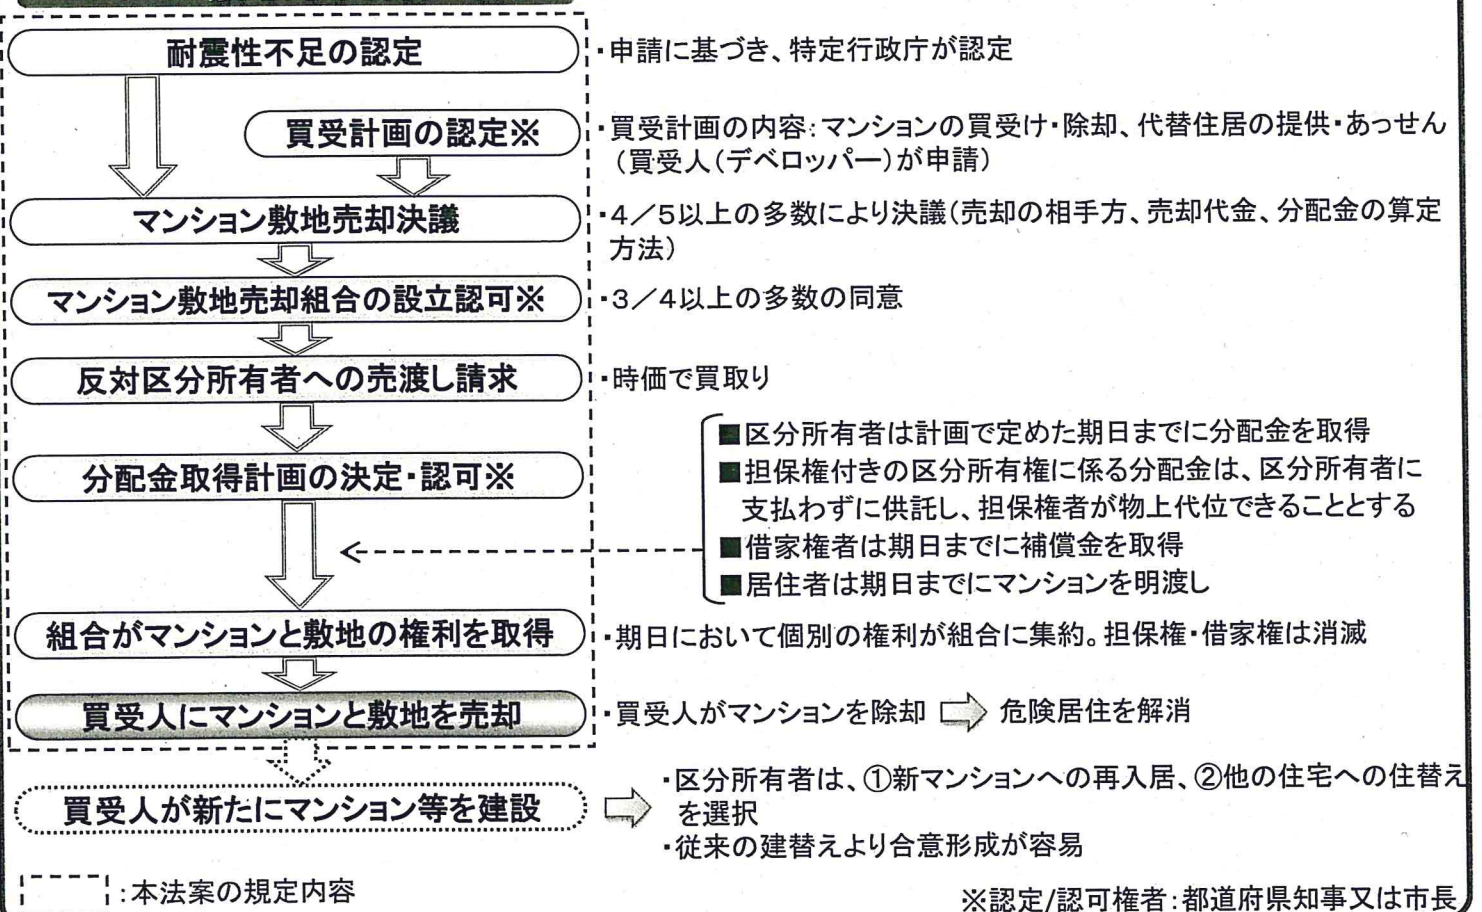 耐震性不足の認定
・申請に基づき、特定行政庁が認定
買受計画の認定※
・買受計画の内容:マンションの買受け・除却、代替住居の提供・あっせん
(買受人(デベロッパー)が申請)
マンション敷地売却決議
・4/5以上の多数により決議(売却の相手方、売却代金、分配金の算定
方法)
マンション敷地売却組合の設立認可※
・3/4以上の多数の同意
反対区分所有者への売渡し請求
・時価で買取り
■区分所有者は計画で定めた期日までに分配金を取得
分配金取得計画の決定・認可※
■担保権付きの区分所有権に係る分配金は、区分所有者に
支払わずに供託し、担保権者が物上代位できることとする
■借家権者は期日までに補償金を取得
■居住者は期日までにマンションを明渡し
組合がマンションと敷地の権利を取得
・期日において個別の権利が組合に集約。担保権・借家権は消滅
買受人にマンションと敷地を売却
・買受人がマンションを除却 ⇨ 危険居住を解消
買受人が新たにマンション等を建設
・区分所有者は、①新マンションへの再入居、②他の住宅への住替え
を選択
・従来の建替えより合意形成が容易
:本法案の規定内容
※認定/認可権者:都道府県知事又は市長